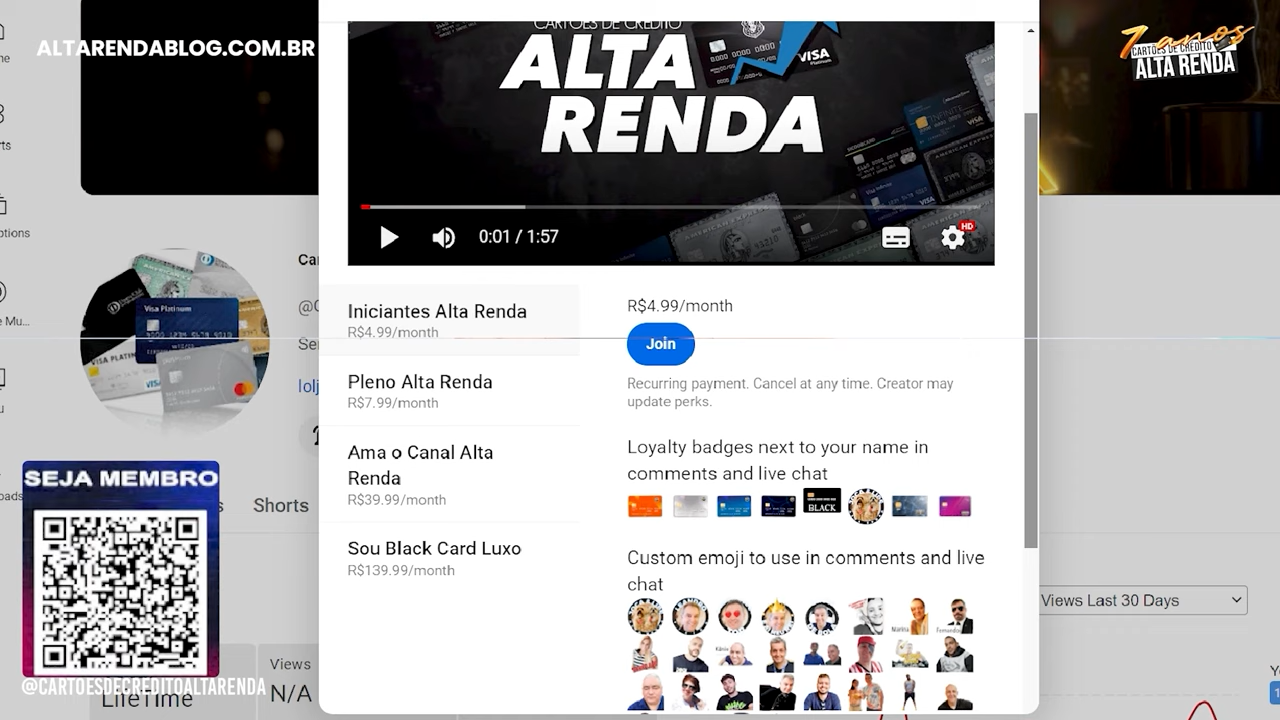 ALTARENDABLOG.COM.BR
CARTÕES DE CRÉDITO
ALTA
RENDA
VISA
7 anos
CARTÕES DE CRÉDITO
ALTA RENDA
0:01 / 1:57
HD
Iniciantes Alta Renda
R$4.99/month
Pleno Alta Renda
R$7.99/month
Ama o Canal Alta
Renda
R$39.99/month
Sou Black Card Luxo
R$139.99/month
R$4.99/month
Join
Recurring payment. Cancel at any time. Creator may
update perks.
Loyalty badges next to your name in
comments and live chat
BLACK
Custom emoji to use in comments and live
chat
Visa Platinum
SEJA MEMBRO
Shorts
@CARTOESDECREDITOALTARENDA
LifeTime
Views
N/A
Views Last 30 Days